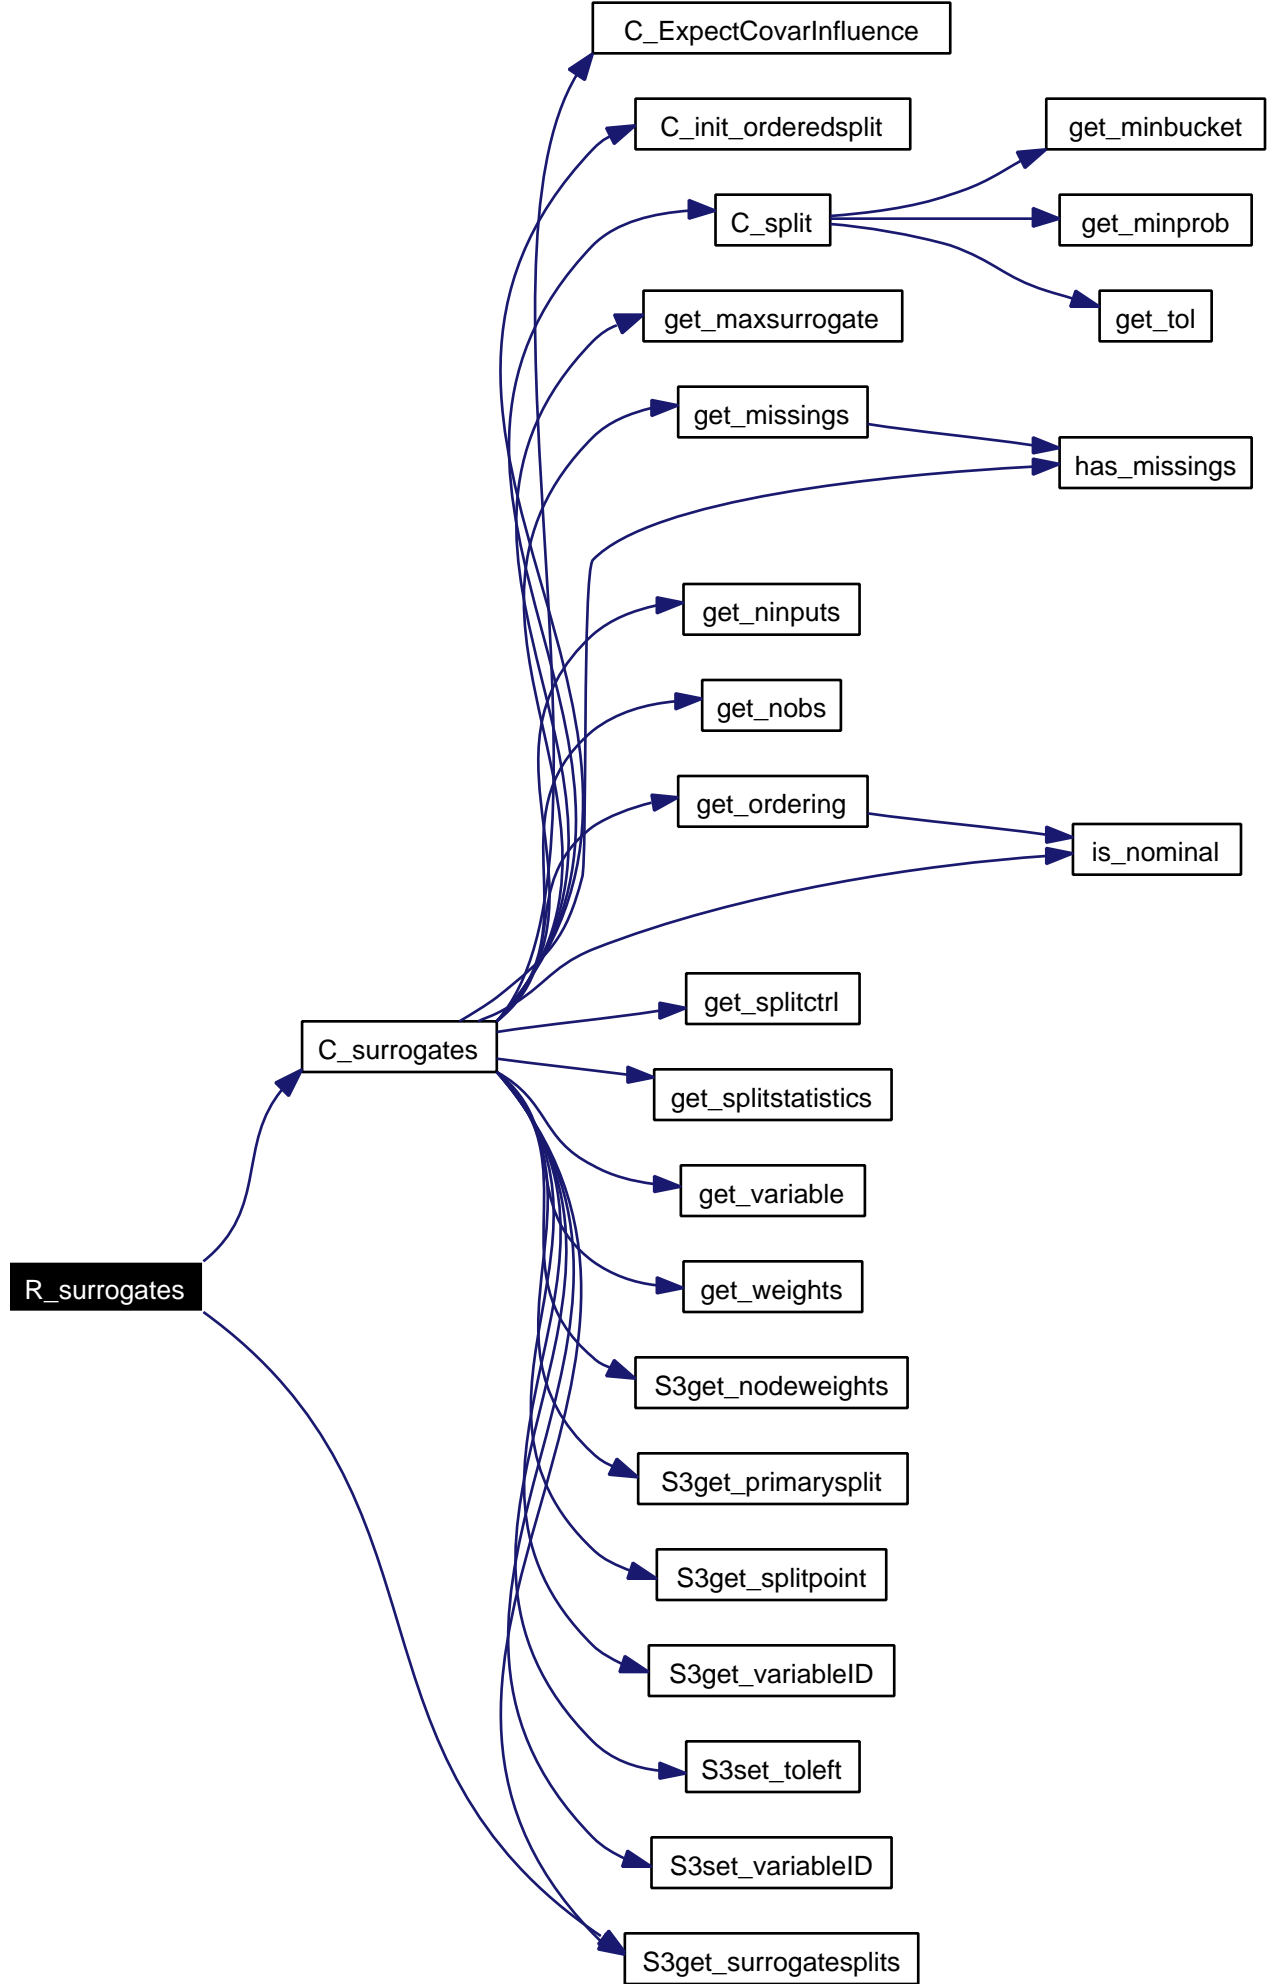 C_ExpectCovarInfluence
C_init_orderedsplit
get_minbucket
C_split
get_minprob
get_maxsurrogate
get_tol
get_missings
has_missings
get_ninputs
get_nobs
get_ordering
is_nominal
get_splitctrl
C_surrogates
get_splitstatistics
get_variable
R_surrogates
get_weights
S3get_nodeweights
S3get_primarysplit
S3get_splitpoint
S3get_variableID
S3set_toleft
S3set_variableID
S3get_surrogatesplits